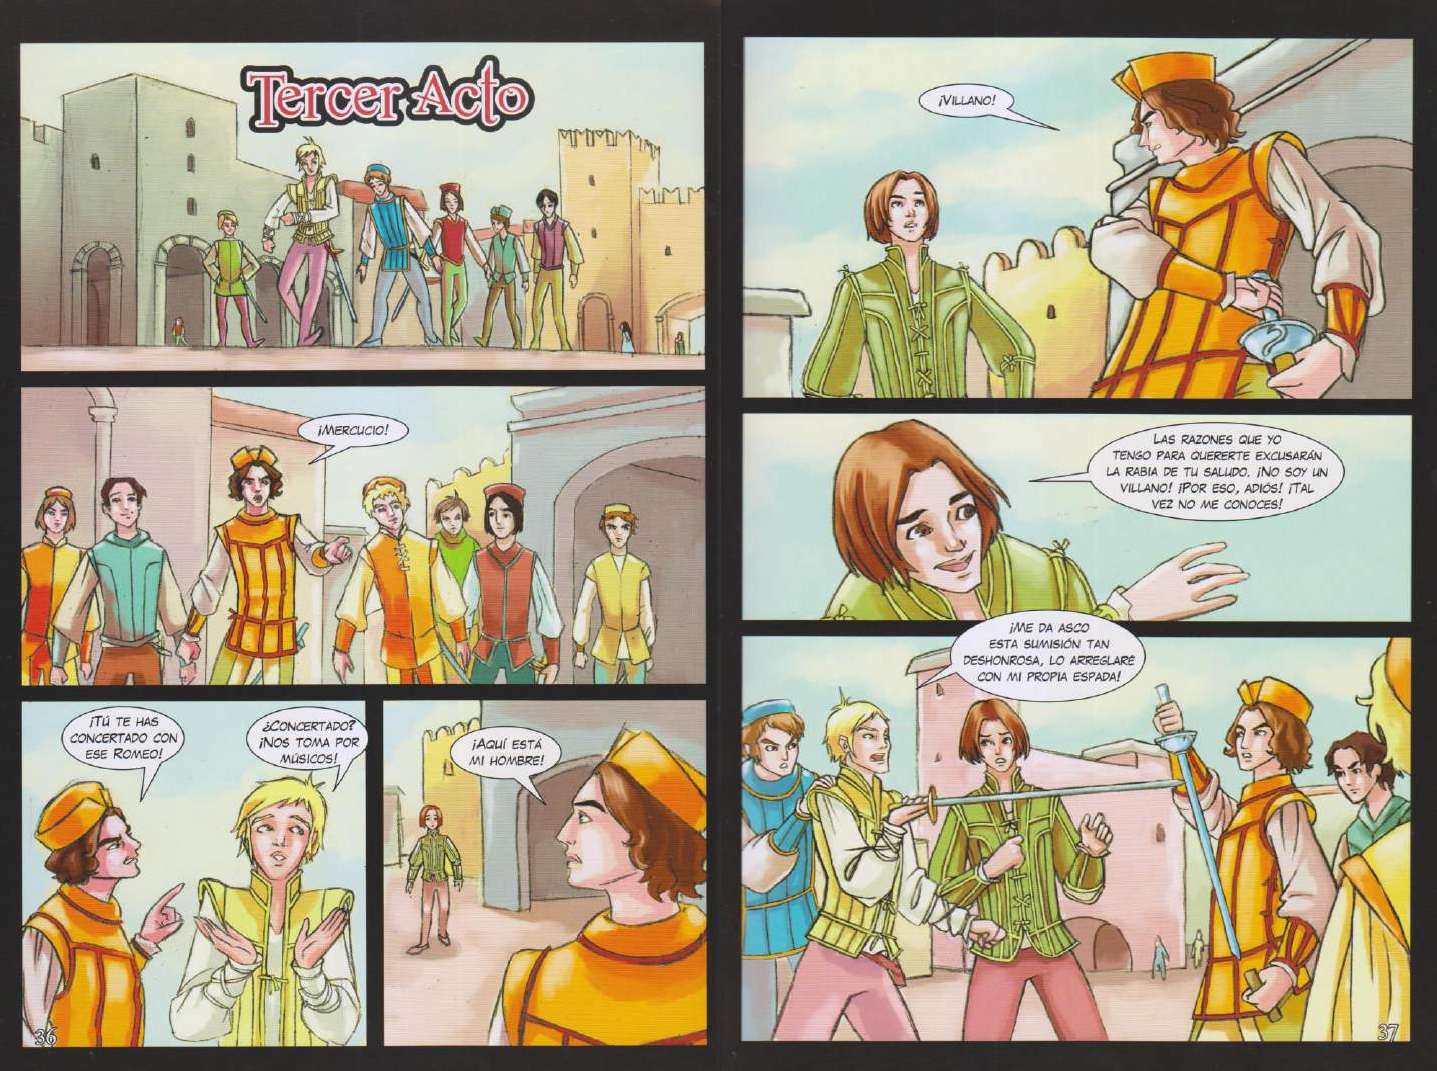 Tercer Acto
¡MERCUCIO!
¡TÚ TE HAS
CONCERTADO CON
ESE ROMEO!
¿CONCERTADO?
¡NOS TOMA POR
MÚSICOS!
¡AQUÍ ESTÁ
MI HOMBRE!
36
¡VILLANO!
LAS RAZONES QUE YO
TENGO PARA QUERERTE EXCUSARÁN
LA RABIA DE TU SALUDO. ¡NO SOY UN
VILLANO! ¡POR ESO, ADIÓS! ¡TAL
VEZ NO ME CONOCES!
¡ME DA ASCO
ESTA SUMISIÓN TAN
DESHONROSA, LO ARREGLARÉ
CON MI PROPIA ESPADA!
37